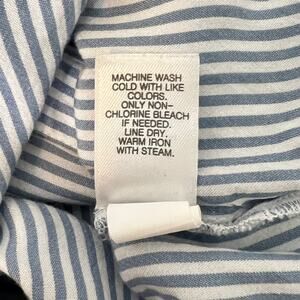 MACHINE WASH
COLD WITH LIKE
COLORS.
ONLY NON-
CHLORINE BLEACH
IF NEEDED.
LINE DRY.
WARM IRON
WITH STEAM.